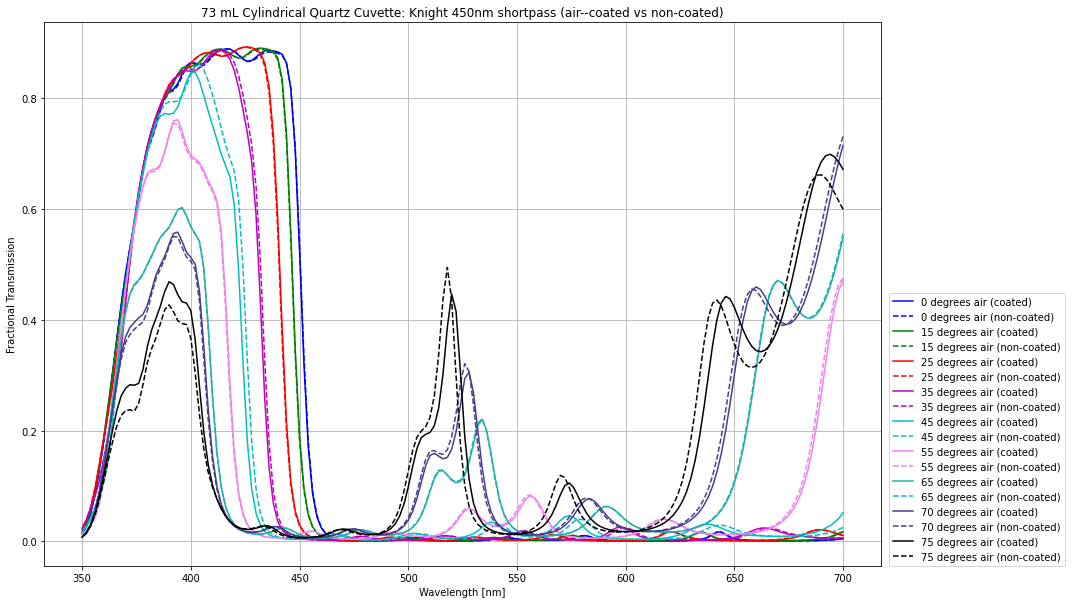 73 mL Cylindrical Quartz Cuvette: Knight 450nm shortpass (air--coated vs non-coated)
Fractional Transmission
0.8
0.6
0.4
0.2
0.0
350
400
450
500
550
600
650
700
Wavelength [nm]
0 degrees air (coated)
0 degrees air (non-coated)
15 degrees air (coated)
15 degrees air (non-coated)
25 degrees air (coated)
25 degrees air (non-coated)
35 degrees air (coated)
35 degrees air (non-coated)
45 degrees air (coated)
45 degrees air (non-coated)
55 degrees air (coated)
55 degrees air (non-coated)
65 degrees air (coated)
65 degrees air (non-coated)
70 degrees air (coated)
70 degrees air (non-coated)
75 degrees air (coated)
75 degrees air (non-coated)